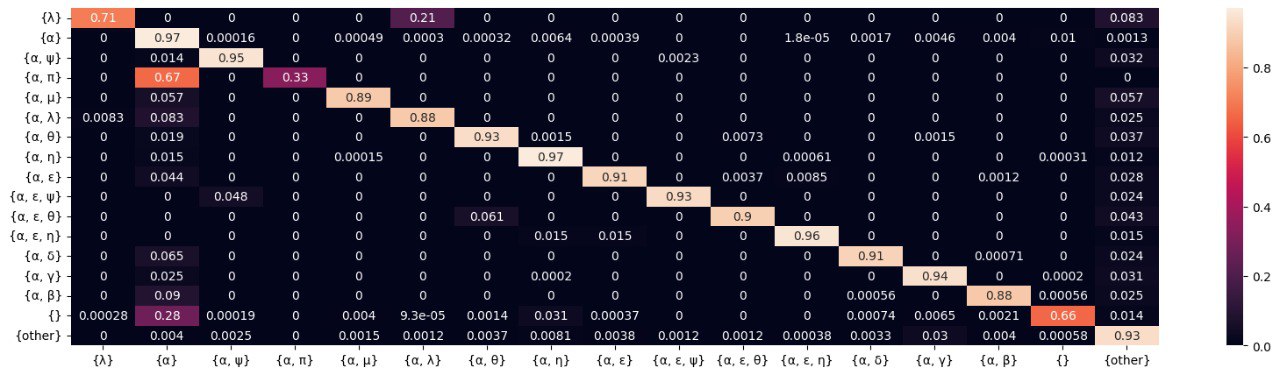 {λ} 0.71 0 0 0 0 0.21 0 0 0 0 0 0 0 0 0 0 0.083
{α} 0 0.97 0.00016 0 0.00049 0.0003 0.00032 0.0064 0.00039 0 0 1.8e-05 0.0017 0.0046 0.004 0.01 0.0013
{α, ψ} 0 0.014 0.95 0 0 0 0 0 0 0.0023 0 0 0 0 0 0 0.032
{α, π} 0 0.67 0 0.33 0 0 0 0 0 0 0 0 0 0 0 0 0
{α, μ} 0 0.057 0 0 0.89 0 0 0 0 0 0 0 0 0 0 0 0.057
{α, λ} 0.0083 0.083 0 0 0 0.88 0 0 0 0 0 0 0 0 0 0 0.025
{α, θ} 0 0.019 0 0 0 0 0.93 0.0015 0 0 0.0073 0 0 0.0015 0 0 0.037
{α, η} 0 0.015 0 0 0.00015 0 0 0.97 0 0 0 0.00061 0 0 0 0.00031 0.012
{α, ε} 0 0.044 0 0 0 0 0 0 0.91 0 0.0037 0.0085 0 0 0.0012 0 0.028
{α, ε, ψ} 0 0 0.048 0 0 0 0 0 0 0.93 0 0 0 0 0 0 0.024
{α, ε, θ} 0 0 0 0 0 0 0.061 0 0 0 0.9 0 0 0 0 0 0.043
{α, ε, η} 0 0 0 0 0 0 0 0.015 0.015 0 0 0.96 0 0 0 0 0.015
{α, δ} 0 0.065 0 0 0 0 0 0 0 0 0 0 0.91 0 0.00071 0 0.024
{α, γ} 0 0.025 0 0 0 0 0 0.0002 0 0 0 0 0 0.94 0 0.0002 0.031
{α, β} 0 0.09 0 0 0 0 0 0 0 0 0 0 0.00056 0 0.88 0.00056 0.025
{} 0.00028 0.28 0.00019 0 0.004 9.3e-05 0.0014 0.031 0.00037 0 0 0 0.00074 0.0065 0.0021 0.66 0.014
{other} 0 0.004 0.0025 0 0.0015 0.0012 0.0037 0.0081 0.0038 0.0012 0.0012 0.00038 0.0033 0.03 0.004 0.00058 0.93
{λ} {α} {α, ψ} {α, π} {α, μ} {α, λ} {α, θ} {α, η} {α, ε} {α, ε, ψ} {α, ε, θ} {α, ε, η} {α, δ} {α, γ} {α, β} {} {other}
0.8
0.6
0.4
0.2
0.0